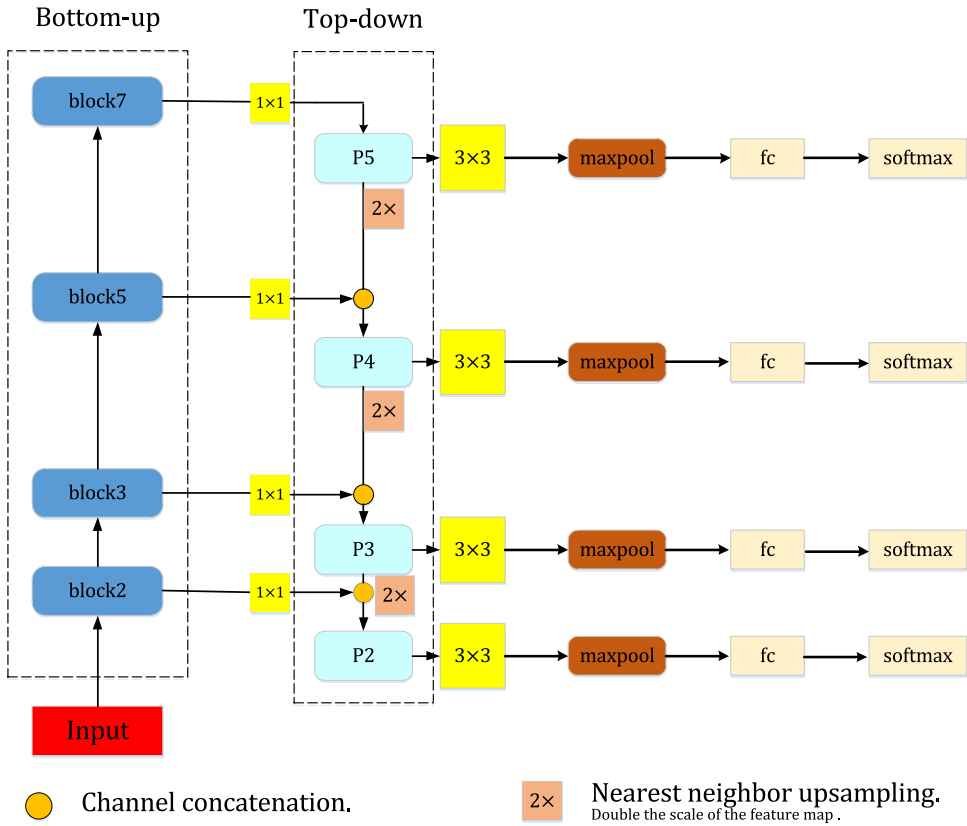 Bottom-up
Top-down
block7
1×1
P5
3×3
maxpool
fc
softmax
2×
block5
1×1
P4
3×3
maxpool
fc
softmax
2×
block3
1×1
P3
3×3
maxpool
fc
softmax
block2
1×1
2×
P2
3×3
maxpool
fc
softmax
Input
Channel concatenation.
2×
Nearest neighbor upsampling.
Double the scale of the feature map .